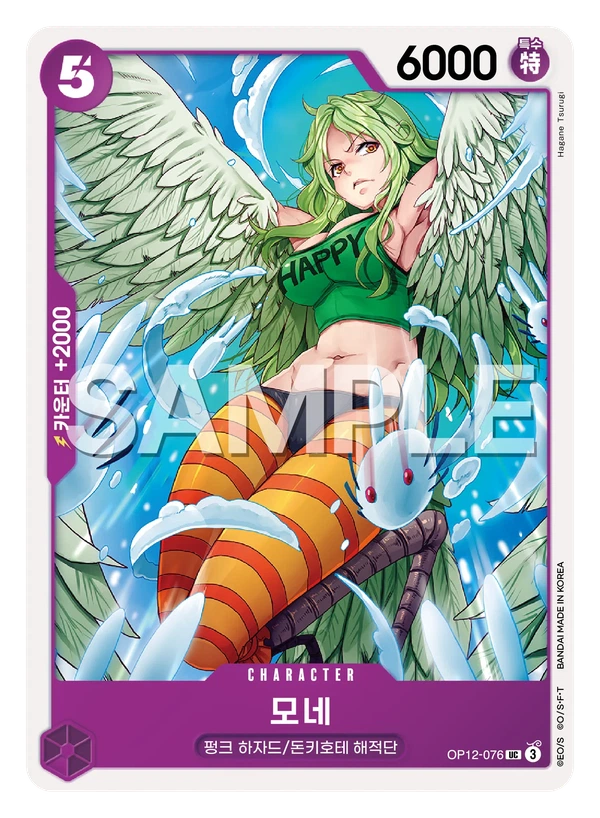 5
6000
특수
特
Hagane Tsurugi
HAPPY
카운터 +2000
SAMPLE
CHARACTER
모네
펑크 하자드/돈키호테 해적단
OP12-076 UC 3
©EO/S ©O/S·F·T BANDAI MADE IN KOREA